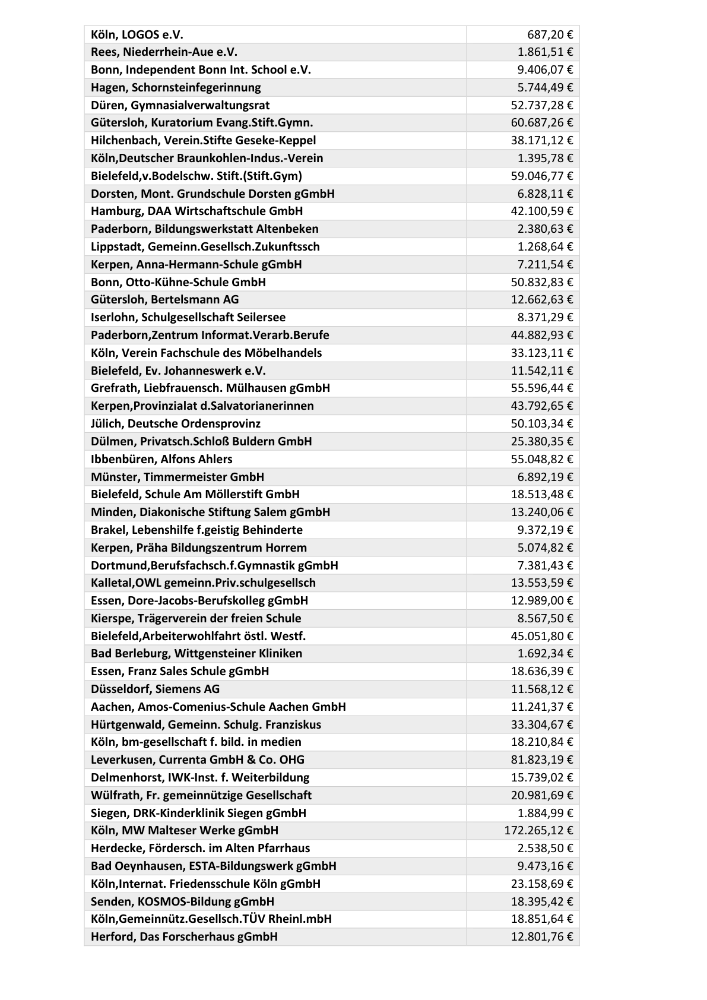 Köln, LOGOS e.V. 687,20 €
Rees, Niederrhein-Aue e.V. 1.861,51 €
Bonn, Independent Bonn Int. School e.V. 9.406,07 €
Hagen, Schornsteinfegerinnung 5.744,49 €
Düren, Gymnasialverwaltungsrat 52.737,28 €
Gütersloh, Kuratorium Evang.Stift.Gymn. 60.687,26 €
Hilchenbach, Verein.Stifte Geseke-Keppel 38.171,12 €
Köln,Deutscher Braunkohlen-Indus.-Verein 1.395,78 €
Bielefeld,v.Bodelschw. Stift.(Stift.Gym) 59.046,77 €
Dorsten, Mont. Grundschule Dorsten gGmbH 6.828,11 €
Hamburg, DAA Wirtschaftschule GmbH 42.100,59 €
Paderborn, Bildungswerkstatt Altenbeken 2.380,63 €
Lippstadt, Gemeinn.Gesellsch.Zukunftssch 1.268,64 €
Kerpen, Anna-Hermann-Schule gGmbH 7.211,54 €
Bonn, Otto-Kühne-Schule GmbH 50.832,83 €
Gütersloh, Bertelsmann AG 12.662,63 €
Iserlohn, Schulgesellschaft Seilersee 8.371,29 €
Paderborn,Zentrum Informat.Verarb.Berufe 44.882,93 €
Köln, Verein Fachschule des Möbelhandels 33.123,11 €
Bielefeld, Ev. Johanneswerk e.V. 11.542,11 €
Grefrath, Liebfrauensch. Mülhausen gGmbH 55.596,44 €
Kerpen,Provinzialat d.Salvatorianerinnen 43.792,65 €
Jülich, Deutsche Ordensprovinz 50.103,34 €
Dülmen, Privatsch.Schloß Buldern GmbH 25.380,35 €
Ibbenbüren, Alfons Ahlers 55.048,82 €
Münster, Timmermeister GmbH 6.892,19 €
Bielefeld, Schule Am Möllerstift GmbH 18.513,48 €
Minden, Diakonische Stiftung Salem gGmbH 13.240,06 €
Brakel, Lebenshilfe f.geistig Behinderte 9.372,19 €
Kerpen, Präha Bildungszentrum Horrem 5.074,82 €
Dortmund,Berufsfachsch.f.Gymnastik gGmbH 7.381,43 €
Kalletal,OWL gemeinn.Priv.schulgesellsch 13.553,59 €
Essen, Dore-Jacobs-Berufskolleg gGmbH 12.989,00 €
Kierspe, Trägerverein der freien Schule 8.567,50 €
Bielefeld,Arbeiterwohlfahrt östl. Westf. 45.051,80 €
Bad Berleburg, Wittgensteiner Kliniken 1.692,34 €
Essen, Franz Sales Schule gGmbH 18.636,39 €
Düsseldorf, Siemens AG 11.568,12 €
Aachen, Amos-Comenius-Schule Aachen GmbH 11.241,37 €
Hürtgenwald, Gemeinn. Schulg. Franziskus 33.304,67 €
Köln, bm-gesellschaft f. bild. in medien 18.210,84 €
Leverkusen, Currenta GmbH & Co. OHG 81.823,19 €
Delmenhorst, IWK-Inst. f. Weiterbildung 15.739,02 €
Wülfrath, Fr. gemeinnützige Gesellschaft 20.981,69 €
Siegen, DRK-Kinderklinik Siegen gGmbH 1.884,99 €
Köln, MW Malteser Werke gGmbH 172.265,12 €
Herdecke, Fördersch. im Alten Pfarrhaus 2.538,50 €
Bad Oeynhausen, ESTA-Bildungswerk gGmbH 9.473,16 €
Köln,Internat. Friedensschule Köln gGmbH 23.158,69 €
Senden, KOSMOS-Bildung gGmbH 18.395,42 €
Köln,Gemeinnütz.Gesellsch.TÜV Rheinl.mbH 18.851,64 €
Herford, Das Forscherhaus gGmbH 12.801,76 €